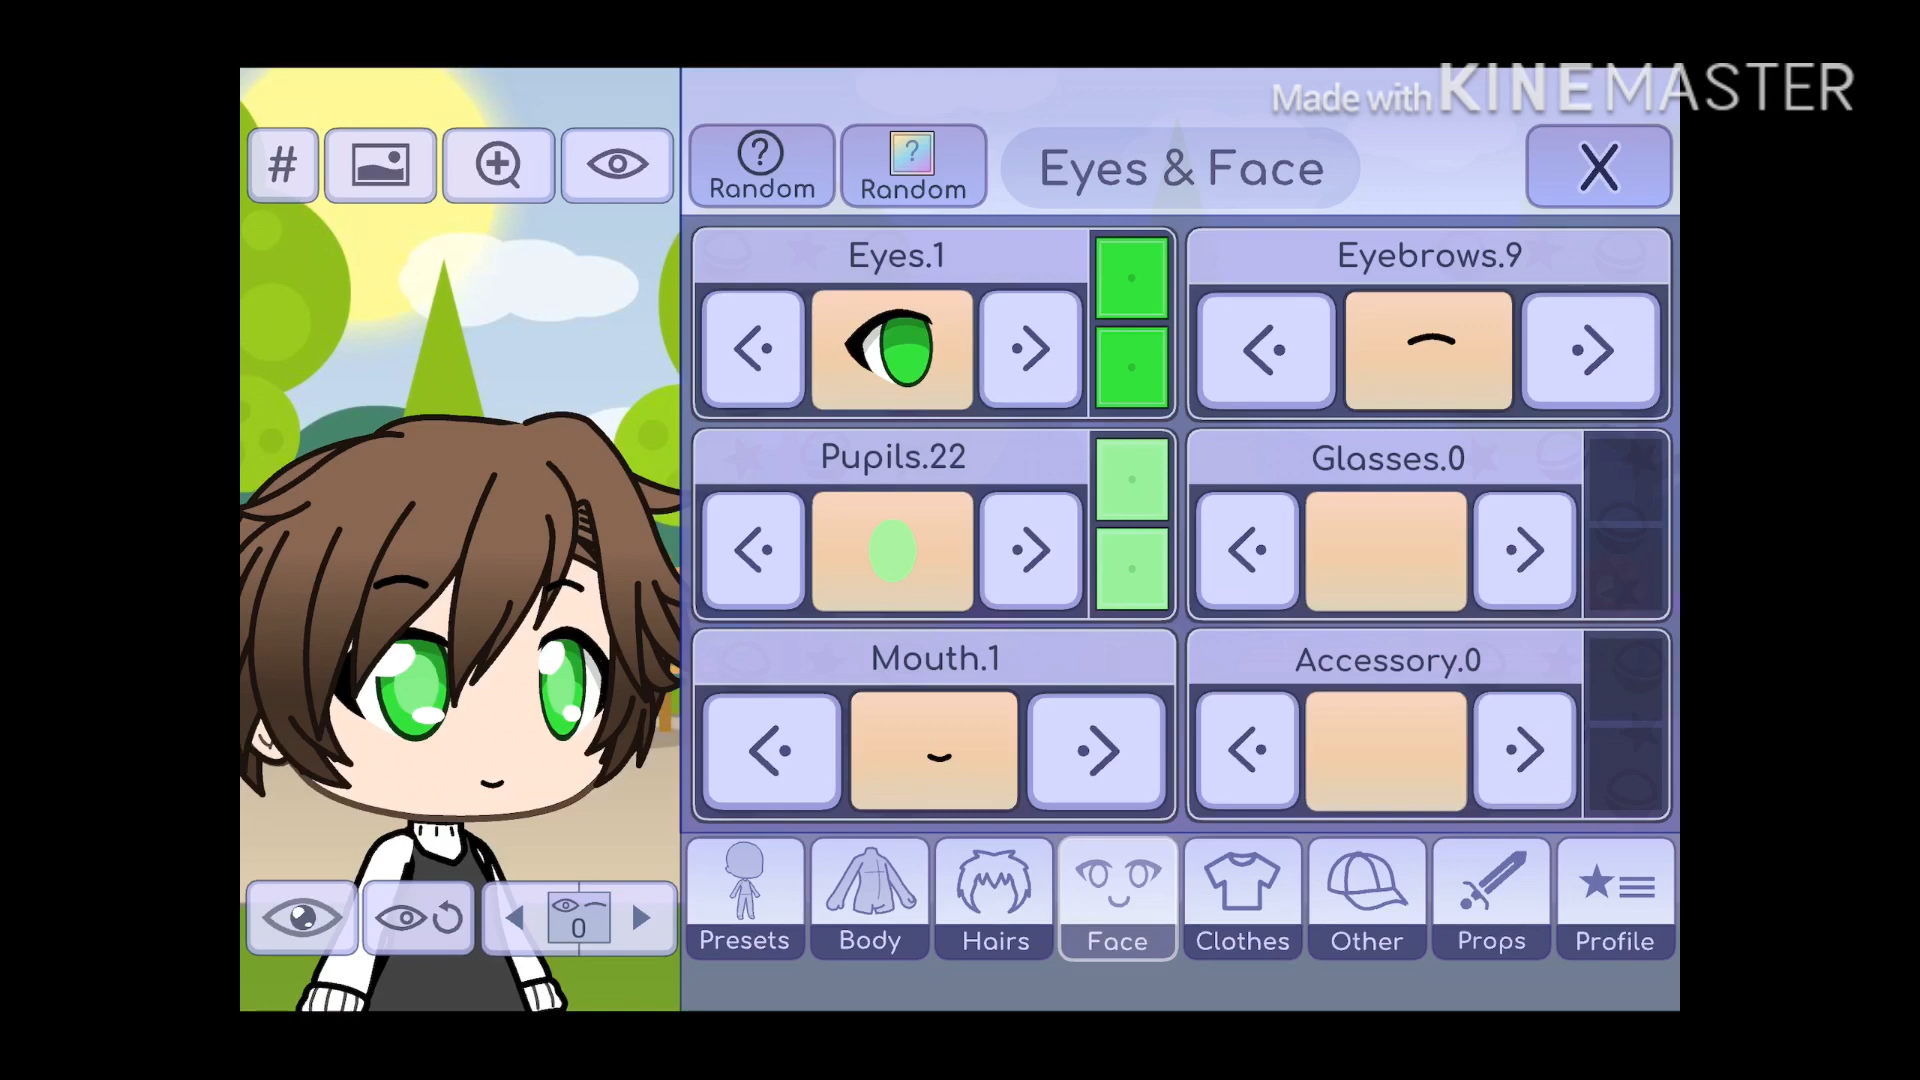 Made with KINEMASTER
#
? Random
? Random
Eyes & Face
X
Eyes.1
Eyebrows.9
Pupils.22
Glasses.0
Mouth.1
Accessory.0
0
Presets
Body
Hairs
Face
Clothes
Other
Props
Profile